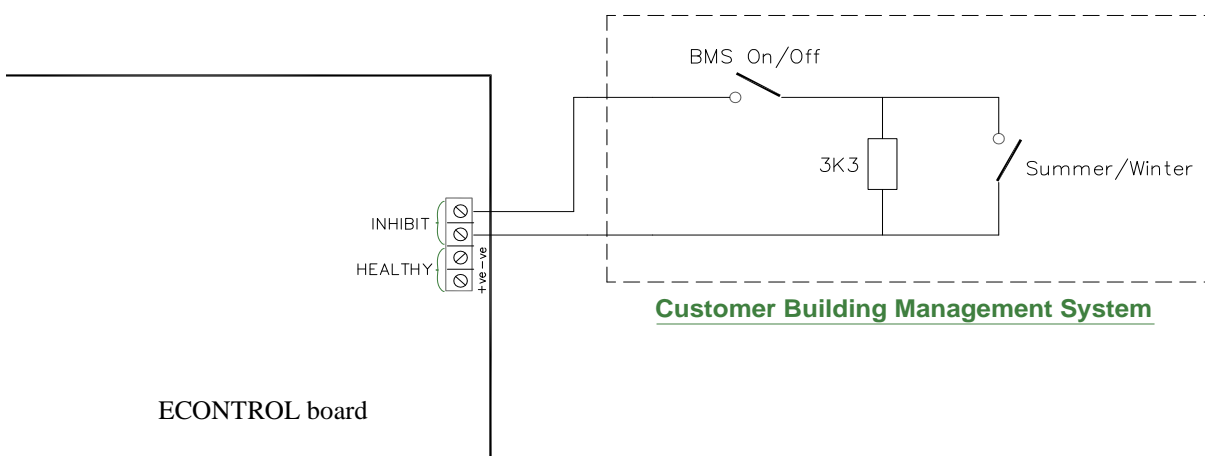 BMS On/Off
3K3
Summer/Winter
INHIBIT
HEALTHY
+ve -ve
Customer Building Management System
ECONTROL board